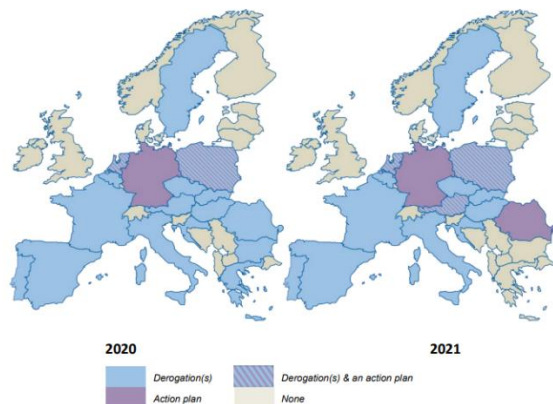 2020
2021
Derogation(s)
Derogation(s) & an action plan
Action plan
None